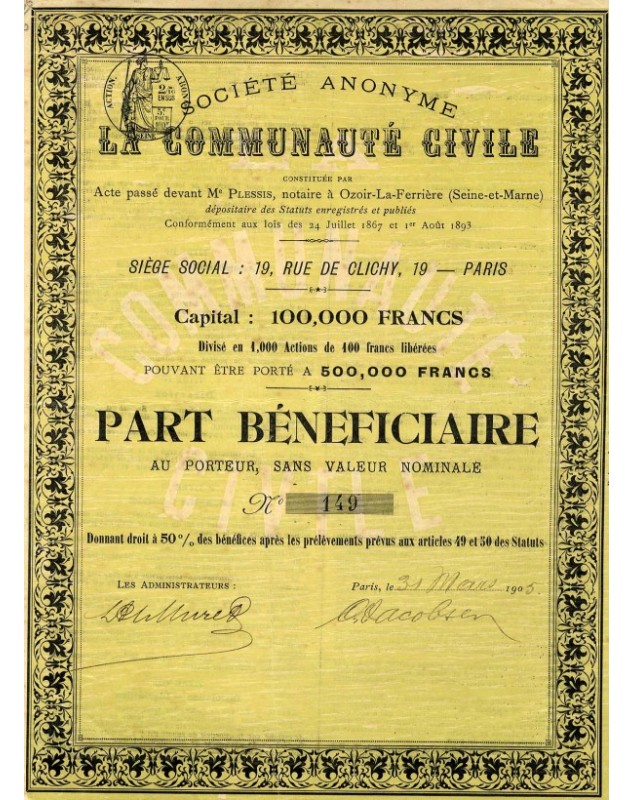 SOCIÉTÉ ANONYME
LA COMMUNAUTÉ CIVILE
CONSTITUÉE PAR
Acte passé devant Mᵉ PLESSIS, notaire à Ozoir-La-Ferrière (Seine-et-Marne)
dépositaire des Statuts enregistrés et publiés
Conformément aux lois des 24 Juillet 1867 et 1er Août 1893
SIÈGE SOCIAL : 19, RUE DE CLICHY, 19 — PARIS
Capital : 100,000 FRANCS
Divisé en 1,000 Actions de 100 francs libérées
POUVANT ÊTRE PORTÉ A 500,000 FRANCS
PART BÉNEFICIAIRE
AU PORTEUR, SANS VALEUR NOMINALE
Nº 149
Donnant droit à 50 % des bénéfices après les prélèvements prévus aux articles 49 et 50 des Statuts
LES ADMINISTRATEURS :
Paris, le 31 Mars 1905
O. Jacobsen
COMMUNAUTÉ
CIVILE
ACTION